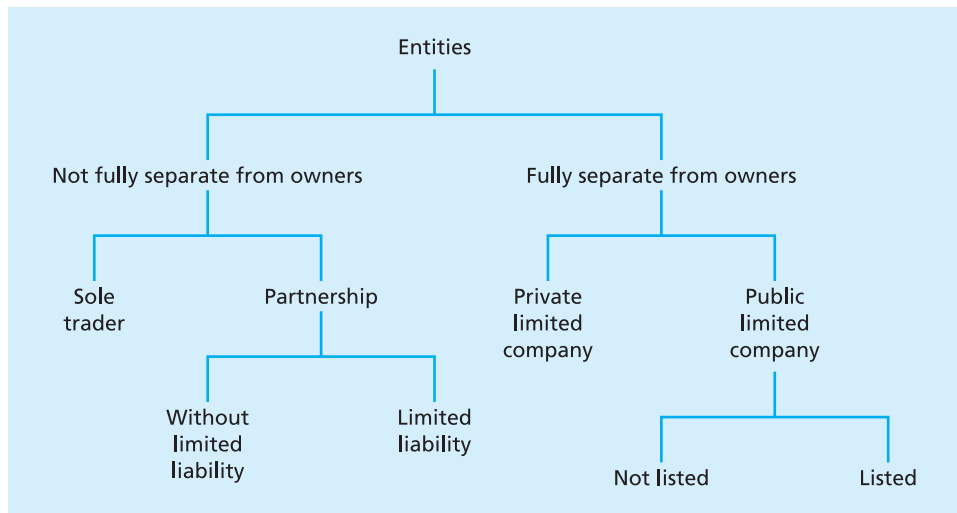 Entities
Not fully separate from owners
Fully separate from owners
Sole
trader
Partnership
Private
limited
company
Public
limited
company
Without
limited
liability
Limited
liability
Not listed
Listed